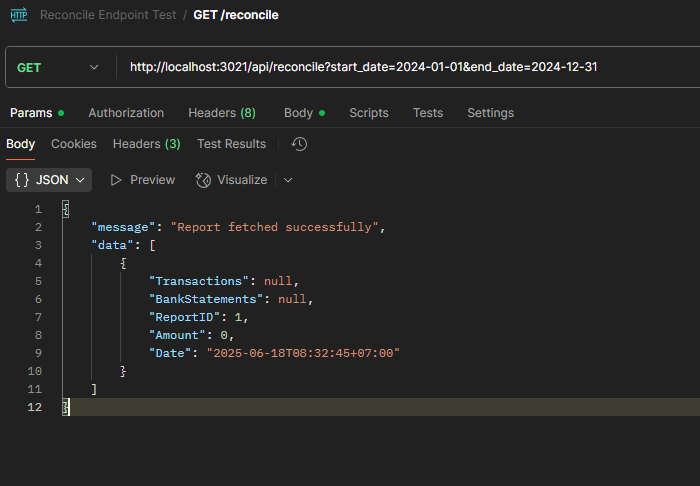 HTTP Reconcile Endpoint Test / GET /reconcile
GET http://localhost:3021/api/reconcile?start_date=2024-01-01&end_date=2024-12-31
Params Authorization Headers (8) Body Scripts Tests Settings
Body Cookies Headers (3) Test Results
{} JSON Preview Visualize
1 {
2 "message": "Report fetched successfully",
3 "data": [
4 {
5 "Transactions": null,
6 "BankStatements": null,
7 "ReportID": 1,
8 "Amount": 0,
9 "Date": "2025-06-18T08:32:45+07:00"
10 }
11 ]
12 }